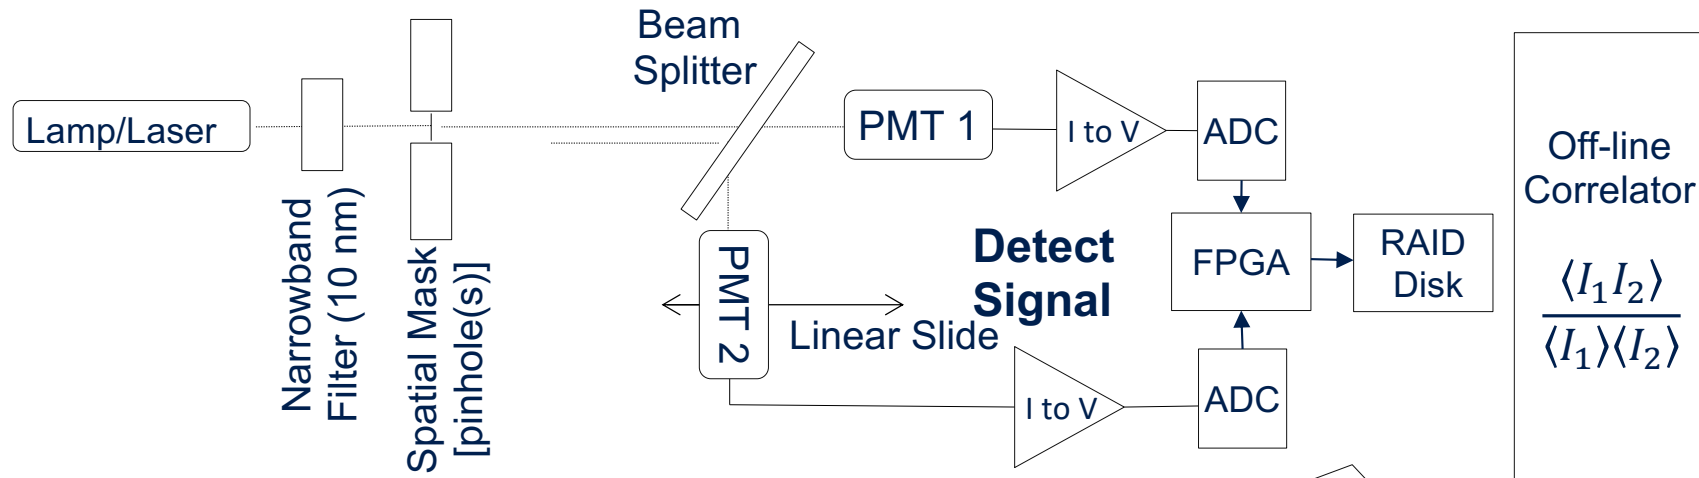 Beam
Splitter
Lamp/Laser
PMT 1
I to V
ADC
Off-line
Correlator
⟨I₁I₂⟩
⟨I₁⟩⟨I₂⟩
Narrowband
Filter (10 nm)
Spatial Mask
[pinhole(s)]
PMT 2
Linear Slide
Detect
Signal
FPGA
RAID
Disk
I to V
ADC